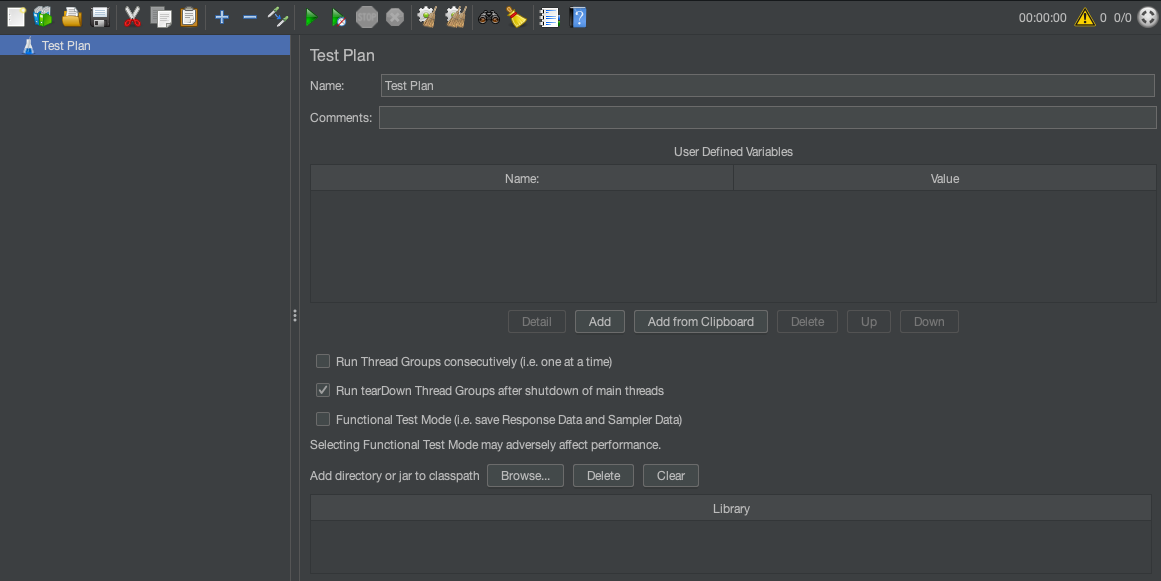 STOP
00:00:00 0 0/0
Test Plan
Test Plan
Name: Test Plan
Comments:
User Defined Variables
Name: Value
Detail Add Add from Clipboard Delete Up Down
Run Thread Groups consecutively (i.e. one at a time)
Run tearDown Thread Groups after shutdown of main threads
Functional Test Mode (i.e. save Response Data and Sampler Data)
Selecting Functional Test Mode may adversely affect performance.
Add directory or jar to classpath Browse... Delete Clear
Library